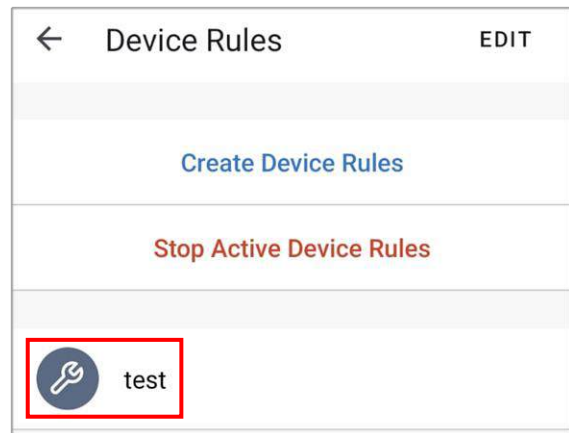 Device Rules EDIT
Create Device Rules
Stop Active Device Rules
test